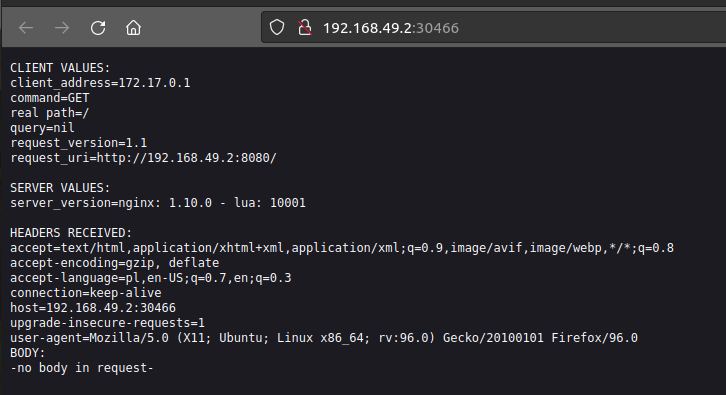 192.168.49.2:30466
CLIENT VALUES:
client_address=172.17.0.1
command=GET
real path=/
query=nil
request_version=1.1
request_uri=http://192.168.49.2:8080/
SERVER VALUES:
server_version=nginx: 1.10.0 - lua: 10001
HEADERS RECEIVED:
accept=text/html,application/xhtml+xml,application/xml;q=0.9,image/avif,image/webp,*/*;q=0.8
accept-encoding=gzip, deflate
accept-language=pl,en-US;q=0.7,en;q=0.3
connection=keep-alive
host=192.168.49.2:30466
upgrade-insecure-requests=1
user-agent=Mozilla/5.0 (X11; Ubuntu; Linux x86_64; rv:96.0) Gecko/20100101 Firefox/96.0
BODY:
-no body in request-